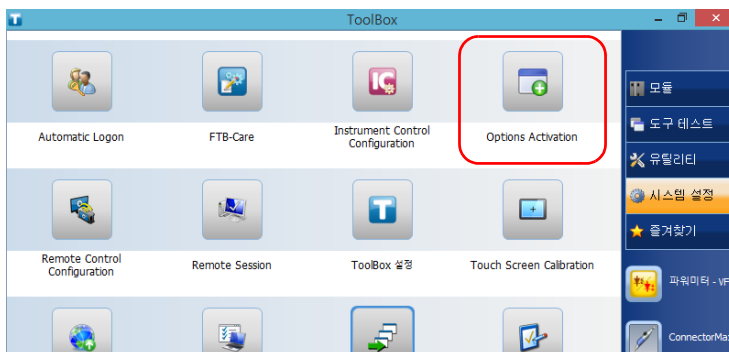 ToolBox
Automatic Logon
FTB-Care
Instrument Control
Configuration
Options Activation
Remote Control
Configuration
Remote Session
ToolBox 설정
Touch Screen Calibration
모듈
도구 테스트
유틸리티
시스템 설정
즐겨찾기
파워미터 - VF
ConnectorMa